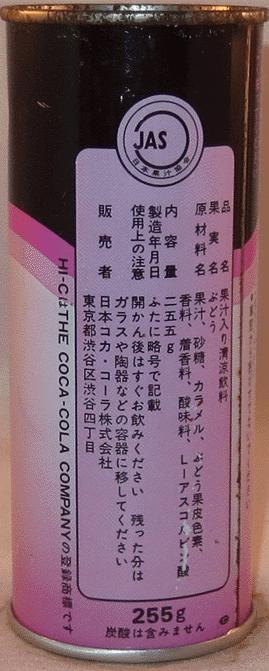 JAS
日本果汁協会
品名 果汁入り清涼飲料
果実名 ぶどう
原材料名 果汁、砂糖、カラメル、ぶどう果皮色素、
香料、着香料、酸味料、L-アスコルビン酸
内容量 二五五g
製造年月日 ふたに略号で記載
使用上の注意 開かん後はすぐお飲みください 残った分は
ガラスや陶器などの容器に移してください
販売者 日本コカ・コーラ株式会社
東京都渋谷区渋谷四丁目
HI-CはTHE COCA-COLA COMPANYの登録商標です
255g
炭酸は含みません